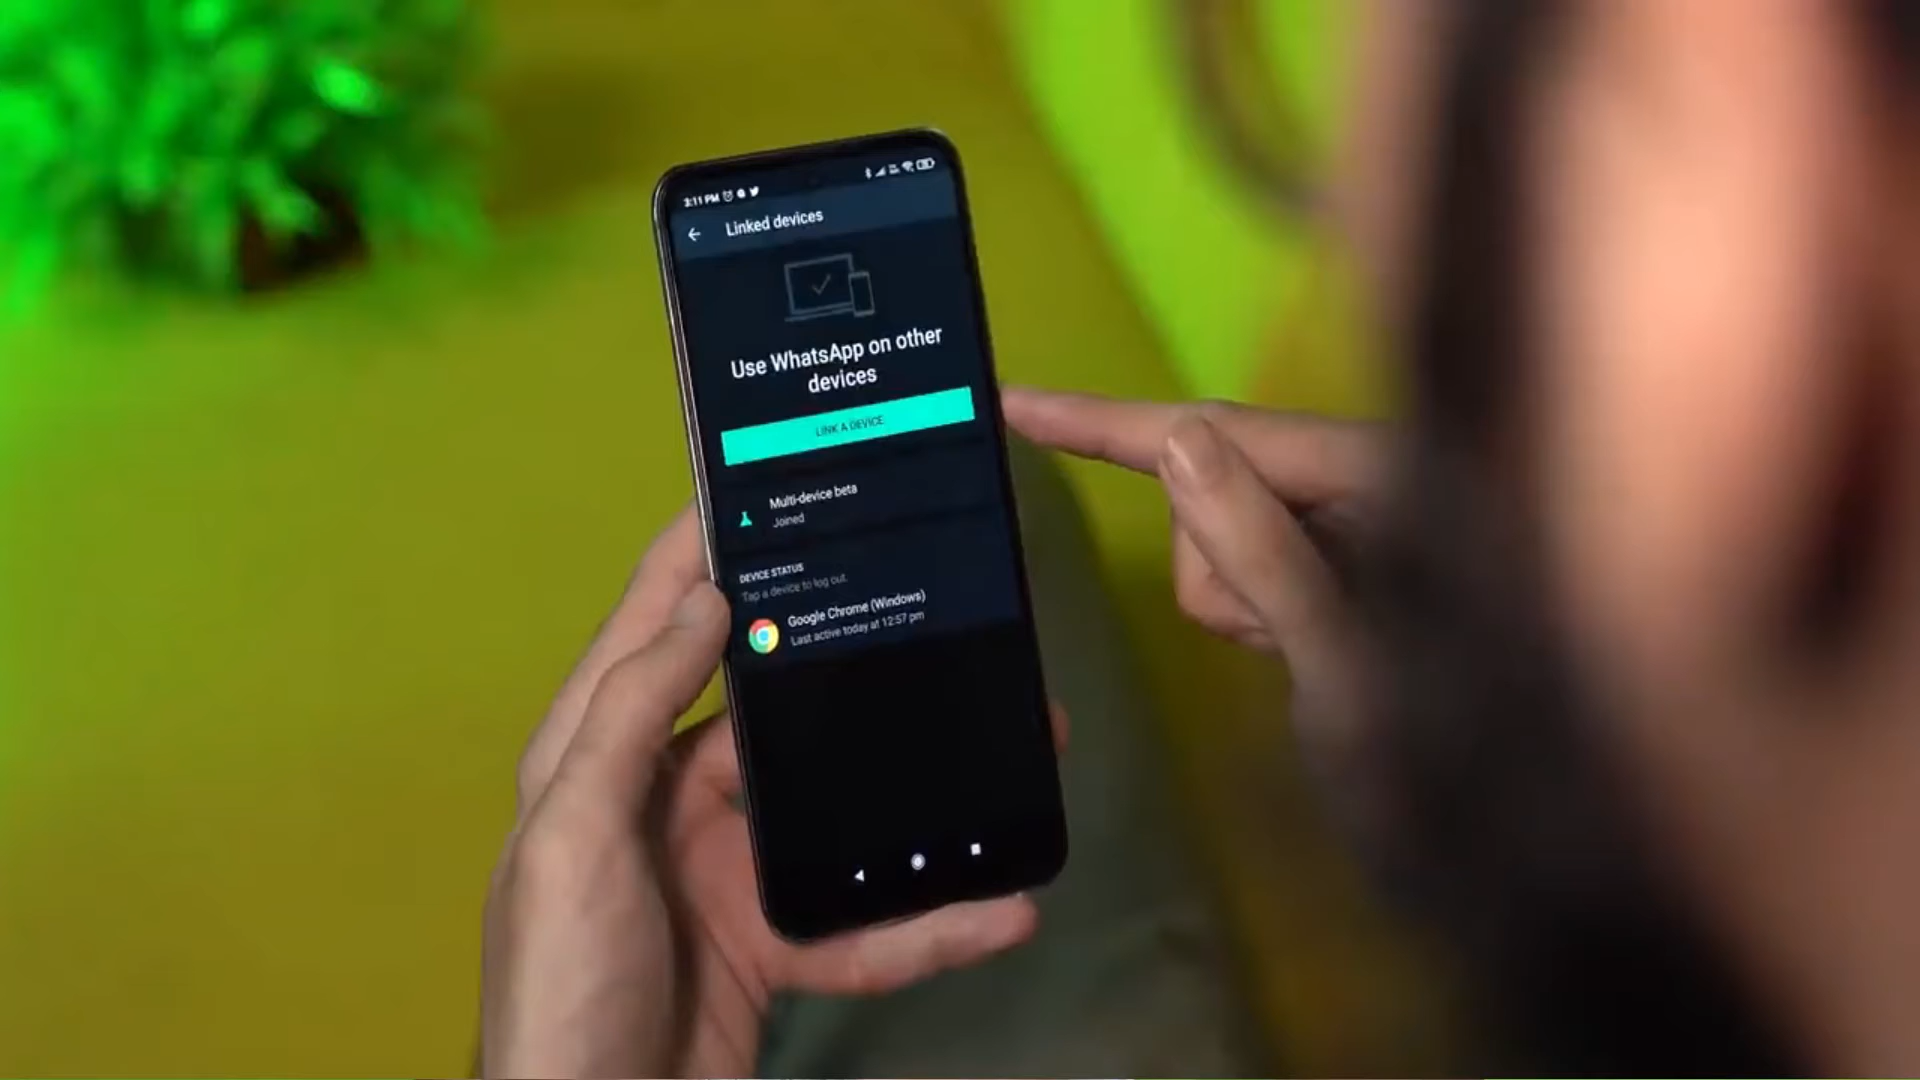 3:11 PM
Linked devices
Use WhatsApp on other
devices
LINK A DEVICE
Multi-device beta
Joined
DEVICE STATUS
Tap a device to log out.
Google Chrome (Windows)
Last active today at 12:57 pm